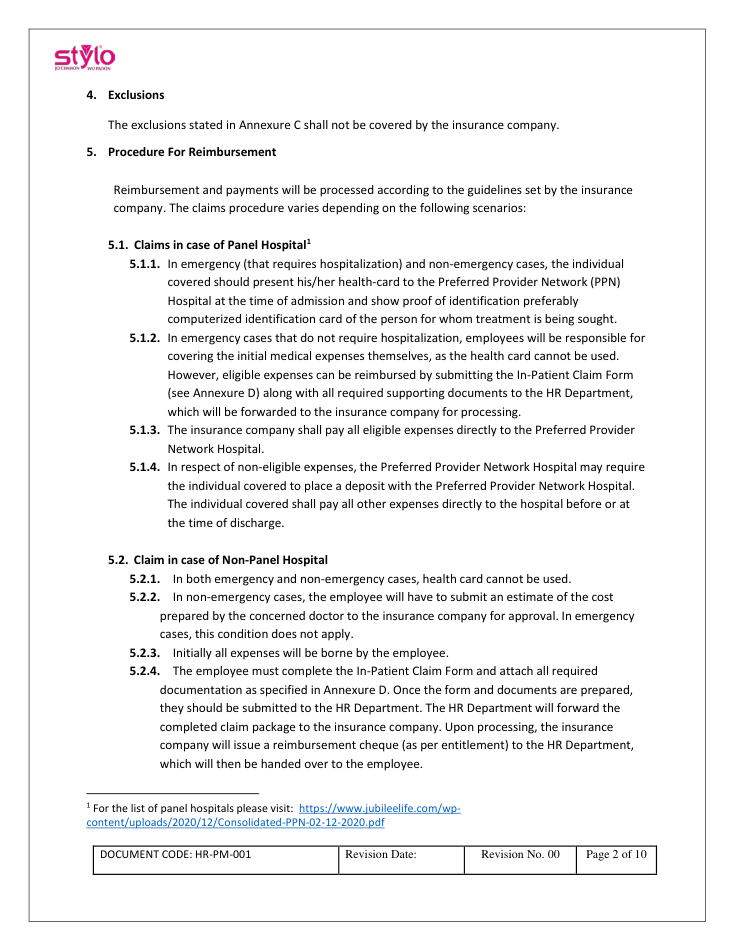 stylo
4. Exclusions
The exclusions stated in Annexure C shall not be covered by the insurance company.
5. Procedure For Reimbursement
Reimbursement and payments will be processed according to the guidelines set by the insurance
company. The claims procedure varies depending on the following scenarios:
5.1. Claims in case of Panel Hospital¹
5.1.1. In emergency (that requires hospitalization) and non-emergency cases, the individual
covered should present his/her health-card to the Preferred Provider Network (PPN)
Hospital at the time of admission and show proof of identification preferably
computerized identification card of the person for whom treatment is being sought.
5.1.2. In emergency cases that do not require hospitalization, employees will be responsible for
covering the initial medical expenses themselves, as the health card cannot be used.
However, eligible expenses can be reimbursed by submitting the In-Patient Claim Form
(see Annexure D) along with all required supporting documents to the HR Department,
which will be forwarded to the insurance company for processing.
5.1.3. The insurance company shall pay all eligible expenses directly to the Preferred Provider
Network Hospital.
5.1.4. In respect of non-eligible expenses, the Preferred Provider Network Hospital may require
the individual covered to place a deposit with the Preferred Provider Network Hospital.
The individual covered shall pay all other expenses directly to the hospital before or at
the time of discharge.
5.2. Claim in case of Non-Panel Hospital
5.2.1. In both emergency and non-emergency cases, health card cannot be used.
5.2.2. In non-emergency cases, the employee will have to submit an estimate of the cost
prepared by the concerned doctor to the insurance company for approval. In emergency
cases, this condition does not apply.
5.2.3. Initially all expenses will be borne by the employee.
5.2.4. The employee must complete the In-Patient Claim Form and attach all required
documentation as specified in Annexure D. Once the form and documents are prepared,
they should be submitted to the HR Department. The HR Department will forward the
completed claim package to the insurance company. Upon processing, the insurance
company will issue a reimbursement cheque (as per entitlement) to the HR Department,
which will then be handed over to the employee.
¹ For the list of panel hospitals please visit: https://www.jubileelife.com/wp-
content/uploads/2020/12/Consolidated-PPN-02-12-2020.pdf
DOCUMENT CODE: HR-PM-001 Revision Date: Revision No. 00 Page 2 of 10